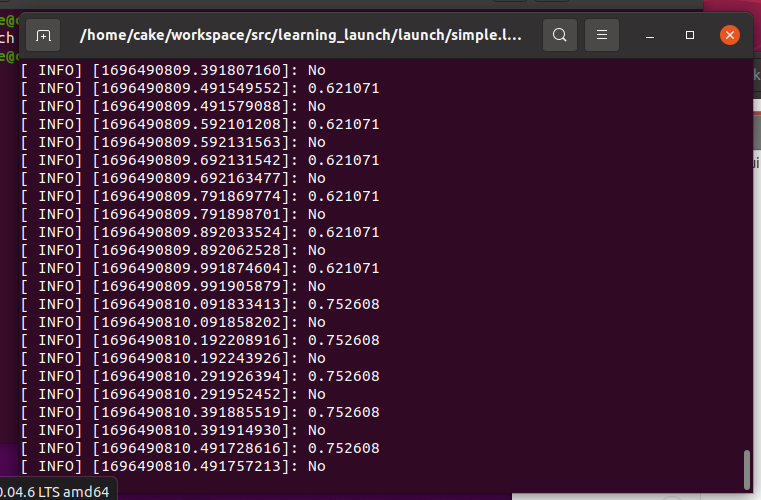 /home/cake/workspace/src/learning_launch/launch/simple.l...
[ INFO] [1696490809.391807160]: No
[ INFO] [1696490809.491549552]: 0.621071
[ INFO] [1696490809.491579088]: No
[ INFO] [1696490809.592101208]: 0.621071
[ INFO] [1696490809.592131563]: No
[ INFO] [1696490809.692131542]: 0.621071
[ INFO] [1696490809.692163477]: No
[ INFO] [1696490809.791869774]: 0.621071
[ INFO] [1696490809.791898701]: No
[ INFO] [1696490809.892033524]: 0.621071
[ INFO] [1696490809.892062528]: No
[ INFO] [1696490809.991874604]: 0.621071
[ INFO] [1696490809.991905879]: No
[ INFO] [1696490810.091833413]: 0.752608
[ INFO] [1696490810.091858202]: No
[ INFO] [1696490810.192208916]: 0.752608
[ INFO] [1696490810.192243926]: No
[ INFO] [1696490810.291926394]: 0.752608
[ INFO] [1696490810.291952452]: No
[ INFO] [1696490810.391885519]: 0.752608
[ INFO] [1696490810.391914930]: No
[ INFO] [1696490810.491728616]: 0.752608
[ INFO] [1696490810.491757213]: No
0.04.6 LTS amd64